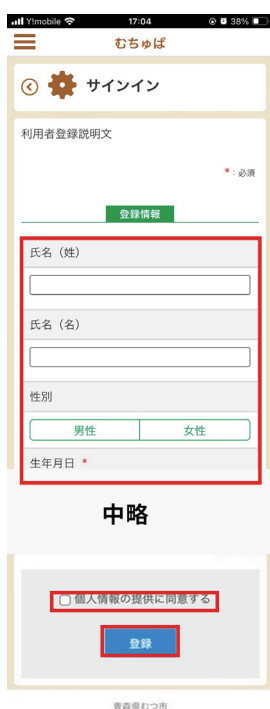 Y!mobile 17:04 38%
むちゅぱ
サインイン
利用者登録説明文
*：必須
登録情報
氏名（姓）
氏名（名）
性別
男性 女性
生年月日 *
中略
個人情報の提供に同意する
登録
青森県むつ市